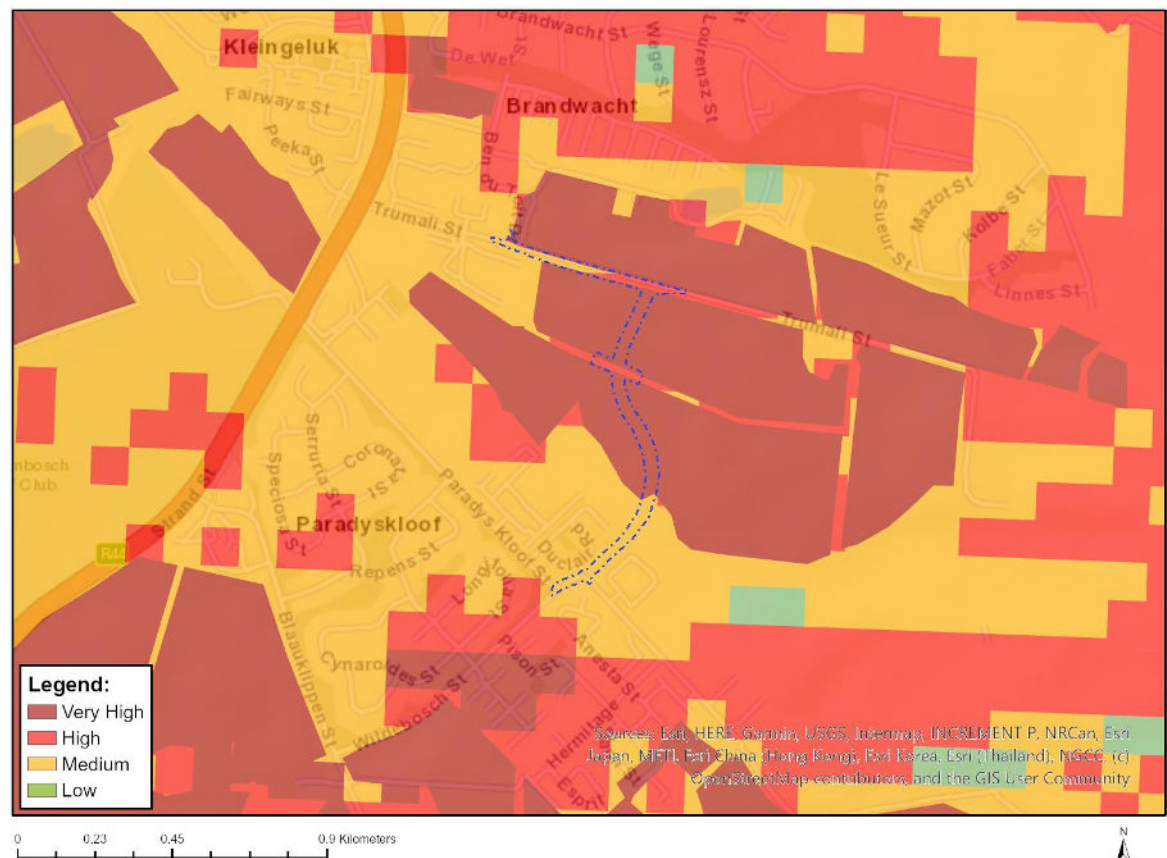 Kleingeluk
Brandwacht St
De Wet St
Wege St
Lourensz St
Brandwacht
Fairways St
Peeka St
Ben du
Toit
Trumali St
Le Sueur St
Mazot St
Kolbe St
Faber St
Linnes St
Trumali St
Strand St
R44
Club
Serruria St
Speciosa St
Paradyskloof
Paradys Kloof St
Duclair
Rd
Repens St
Blaauklippen St
Cynaroides St
Wildebosch St
Pison St
Anesta St
Hermitage St
Esprit
St
Legend:
Very High
High
Medium
Low
Sources: Esri, HERE, Garmin, USGS, Intermap, INCREMENT P, NRCan, Esri
Japan, METI, Esri China (Hong Kong), Esri Korea, Esri (Thailand), NGCC, (c)
OpenStreetMap contributors, and the GIS User Community
0 0.23 0.45 0.9 Kilometers
N